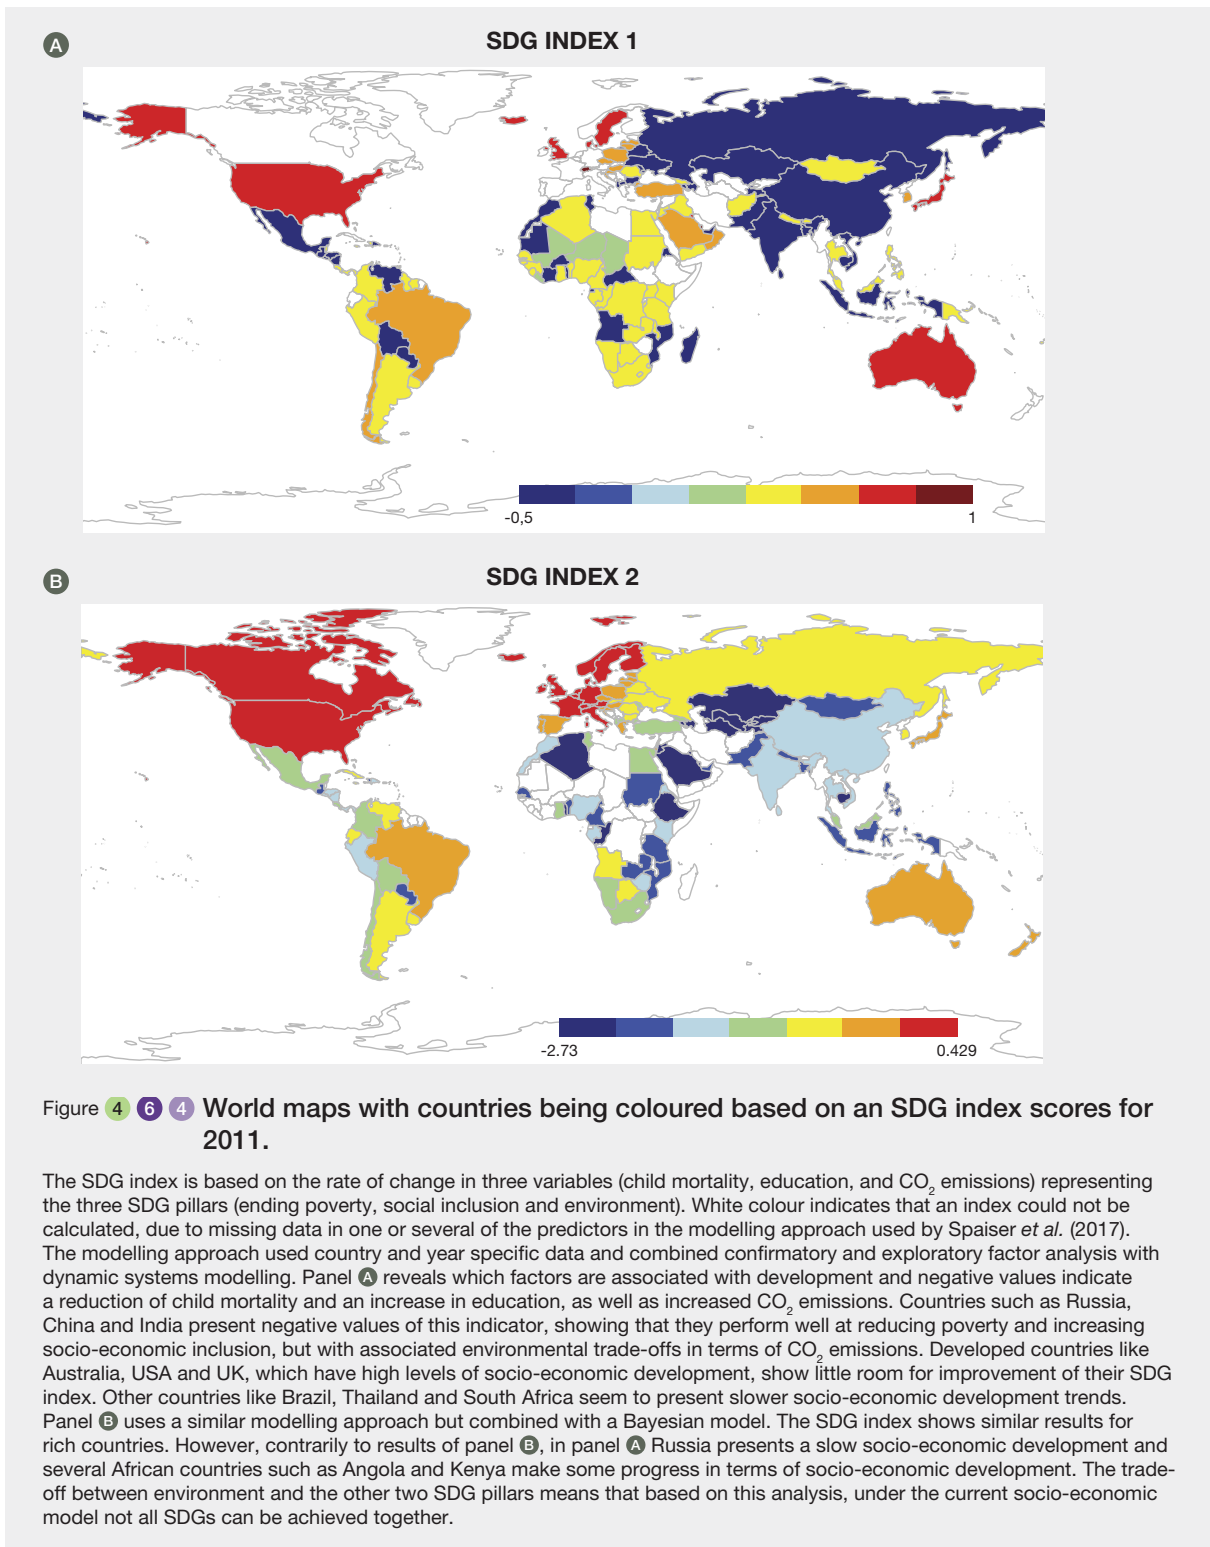 A SDG INDEX 1
-0,5 1
B SDG INDEX 2
-2.73 0.429
Figure 4 6 4 World maps with countries being coloured based on an SDG index scores for
2011.
The SDG index is based on the rate of change in three variables (child mortality, education, and CO2 emissions) representing
the three SDG pillars (ending poverty, social inclusion and environment). White colour indicates that an index could not be
calculated, due to missing data in one or several of the predictors in the modelling approach used by Spaiser et al. (2017).
The modelling approach used country and year specific data and combined confirmatory and exploratory factor analysis with
dynamic systems modelling. Panel A reveals which factors are associated with development and negative values indicate
a reduction of child mortality and an increase in education, as well as increased CO2 emissions. Countries such as Russia,
China and India present negative values of this indicator, showing that they perform well at reducing poverty and increasing
socio-economic inclusion, but with associated environmental trade-offs in terms of CO2 emissions. Developed countries like
Australia, USA and UK, which have high levels of socio-economic development, show little room for improvement of their SDG
index. Other countries like Brazil, Thailand and South Africa seem to present slower socio-economic development trends.
Panel B uses a similar modelling approach but combined with a Bayesian model. The SDG index shows similar results for
rich countries. However, contrarily to results of panel B, in panel A Russia presents a slow socio-economic development and
several African countries such as Angola and Kenya make some progress in terms of socio-economic development. The trade-
off between environment and the other two SDG pillars means that based on this analysis, under the current socio-economic
model not all SDGs can be achieved together.